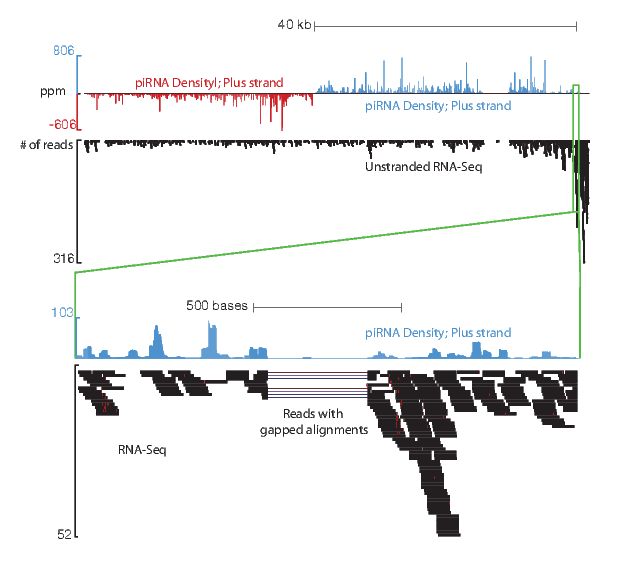 40 kb
806
piRNA Densityl; Plus strand
ppm
piRNA Density; Plus strand
-606
# of reads
Unstranded RNA-Seq
316
500 bases
103
piRNA Density; Plus strand
Reads with
gapped alignments
RNA-Seq
52